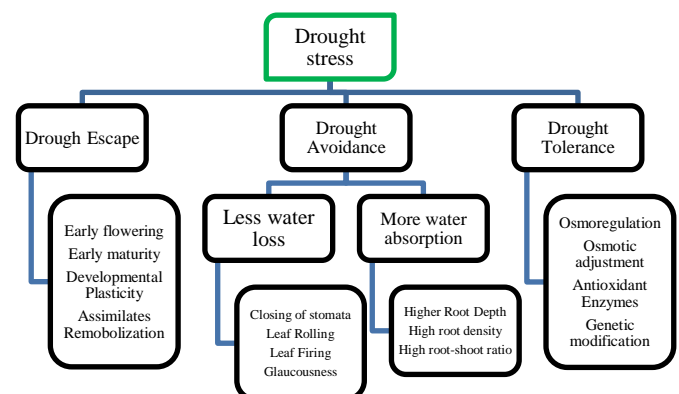 Drought
stress
Drough Escape
Drought
Avoidance
Drought
Tolerance
Early flowering
Early maturity
Developmental
Plasticity
Assimilates
Remobolization
Less water
loss
More water
absorption
Closing of stomata
Leaf Rolling
Leaf Firing
Glaucousness
Higher Root Depth
High root density
High root-shoot ratio
Osmoregulation
Osmotic
adjustment
Antioxidant
Enzymes
Genetic
modification